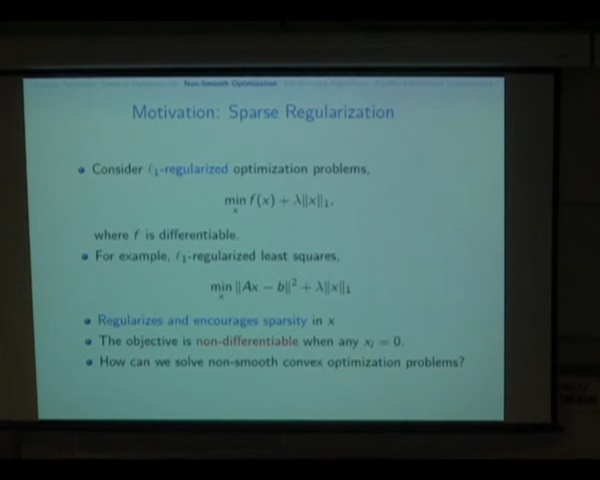 Non-Smooth Optimization
Motivation: Sparse Regularization
• Consider ℓ₁-regularized optimization problems,
min f(x) + λ‖x‖₁,
x
where f is differentiable.
• For example, ℓ₁-regularized least squares,
min ‖Ax − b‖² + λ‖x‖₁
x
• Regularizes and encourages sparsity in x
• The objective is non-differentiable when any xᵢ = 0.
• How can we solve non-smooth convex optimization problems?